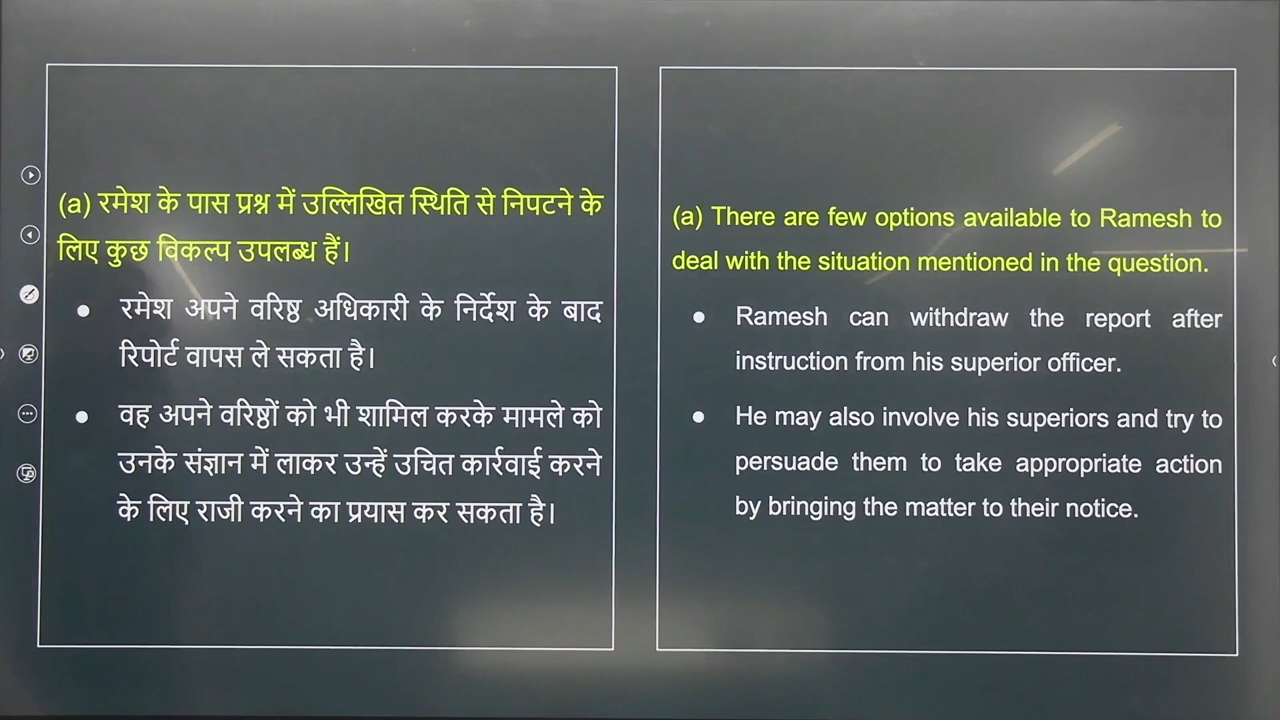 (a) रमेश के पास प्रश्न में उल्लिखित स्थिति से निपटने के
लिए कुछ विकल्प उपलब्ध हैं।
● रमेश अपने वरिष्ठ अधिकारी के निर्देश के बाद
रिपोर्ट वापस ले सकता है।
● वह अपने वरिष्ठों को भी शामिल करके मामले को
उनके संज्ञान में लाकर उन्हें उचित कार्रवाई करने
के लिए राजी करने का प्रयास कर सकता है।
(a) There are few options available to Ramesh to
deal with the situation mentioned in the question.
● Ramesh can withdraw the report after
instruction from his superior officer.
● He may also involve his superiors and try to
persuade them to take appropriate action
by bringing the matter to their notice.